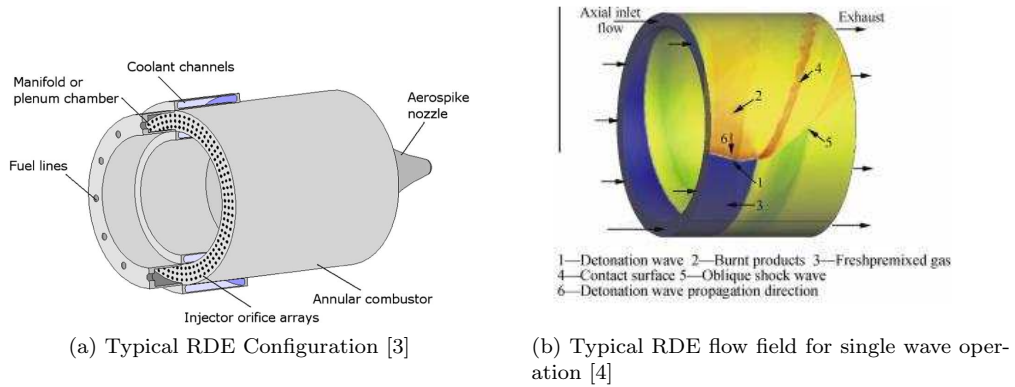 Coolant channels
Manifold or
plenum chamber
Aerospike
nozzle
Fuel lines
Annular combustor
Injector orifice arrays
(a) Typical RDE Configuration [3]
Axial inlet
flow
Exhaust
4
2
6
5
1
3
1—Detonation wave 2—Burnt products 3—Freshpremixed gas
4—Contact surface 5—Oblique shock wave
6—Detonation wave propagation direction
(b) Typical RDE flow field for single wave oper-
ation [4]